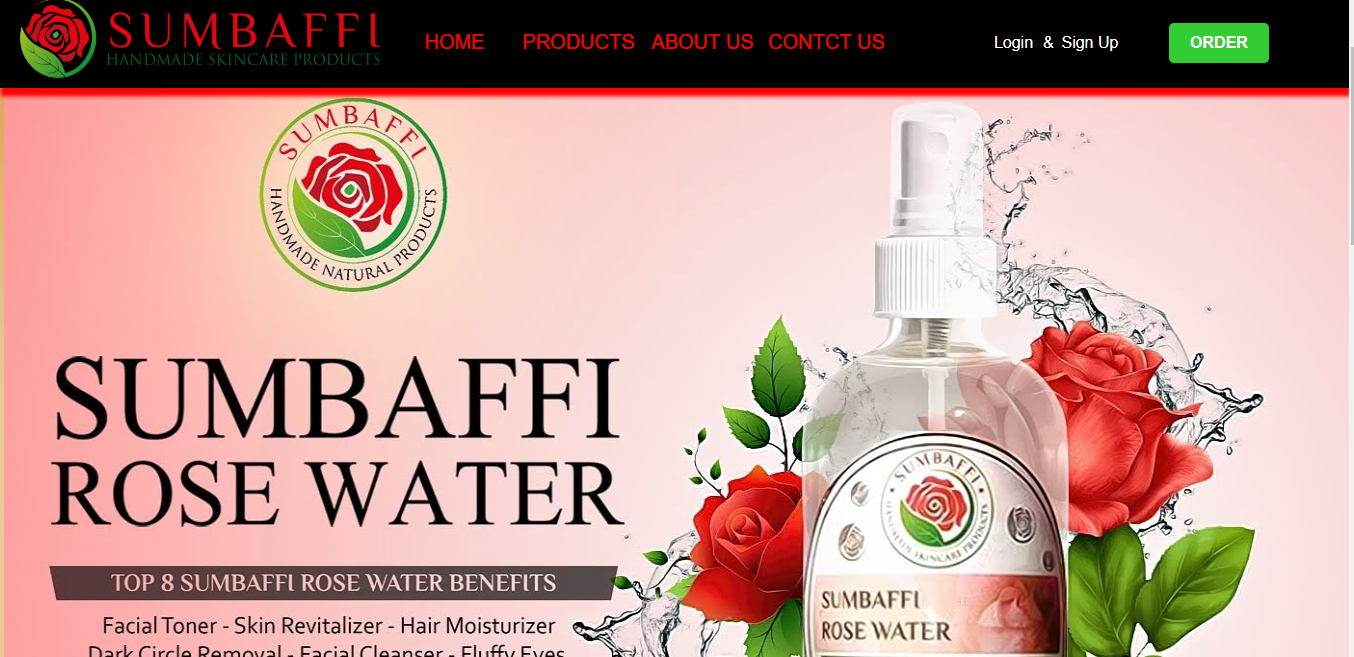 SUMBAFFI
HANDMADE SKINCARE PRODUCTS
HOME PRODUCTS ABOUT US CONTCT US
Login & Sign Up
ORDER
SUMBAFFI
HANDMADE NATURAL PRODUCTS
SUMBAFFI
ROSE WATER
TOP 8 SUMBAFFI ROSE WATER BENEFITS
Facial Toner - Skin Revitalizer - Hair Moisturizer
Dark Circle Removal - Facial Cleanser - Fluffy Eyes
SUMBAFFI
HANDMADE SKINCARE PRODUCTS
SUMBAFFI
ROSE WATER